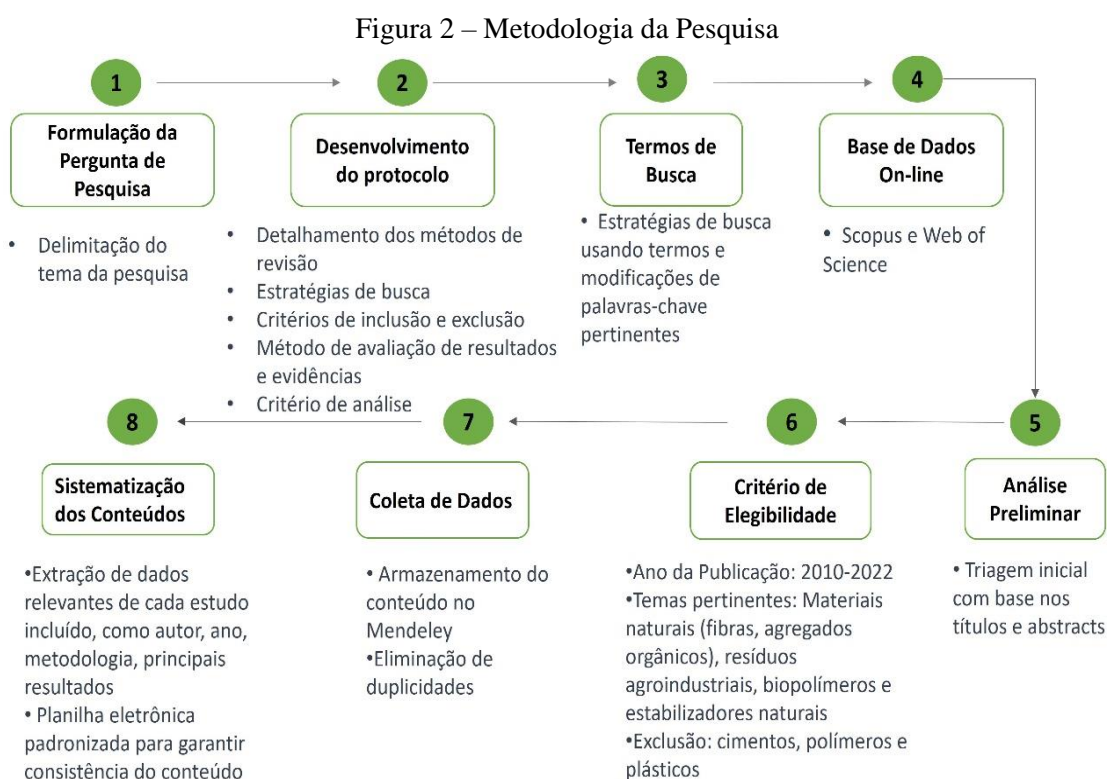 Figura 2 – Metodologia da Pesquisa
1
Formulação da
Pergunta de
Pesquisa
• Delimitação do
tema da pesquisa
2
Desenvolvimento
do protocolo
• Detalhamento dos métodos de
revisão
• Estratégias de busca
• Critérios de inclusão e exclusão
• Método de avaliação de resultados
e evidências
• Critério de análise
3
Termos de
Busca
• Estratégias de busca
usando termos e
modificações de
palavras-chave
pertinentes
4
Base de Dados
On-line
• Scopus e Web of
Science
5
Análise
Preliminar
• Triagem inicial
com base nos
títulos e abstracts
6
Critério de
Elegibilidade
•Ano da Publicação: 2010-2022
•Temas pertinentes: Materiais
naturais (fibras, agregados
orgânicos), resíduos
agroindustriais, biopolímeros e
estabilizadores naturais
•Exclusão: cimentos, polímeros e
plásticos
7
Coleta de Dados
• Armazenamento do
conteúdo no
Mendeley
•Eliminação de
duplicidades
8
Sistematização
dos Conteúdos
•Extração de dados
relevantes de cada estudo
incluído, como autor, ano,
metodologia, principais
resultados
• Planilha eletrônica
padronizada para garantir
consistência do conteúdo